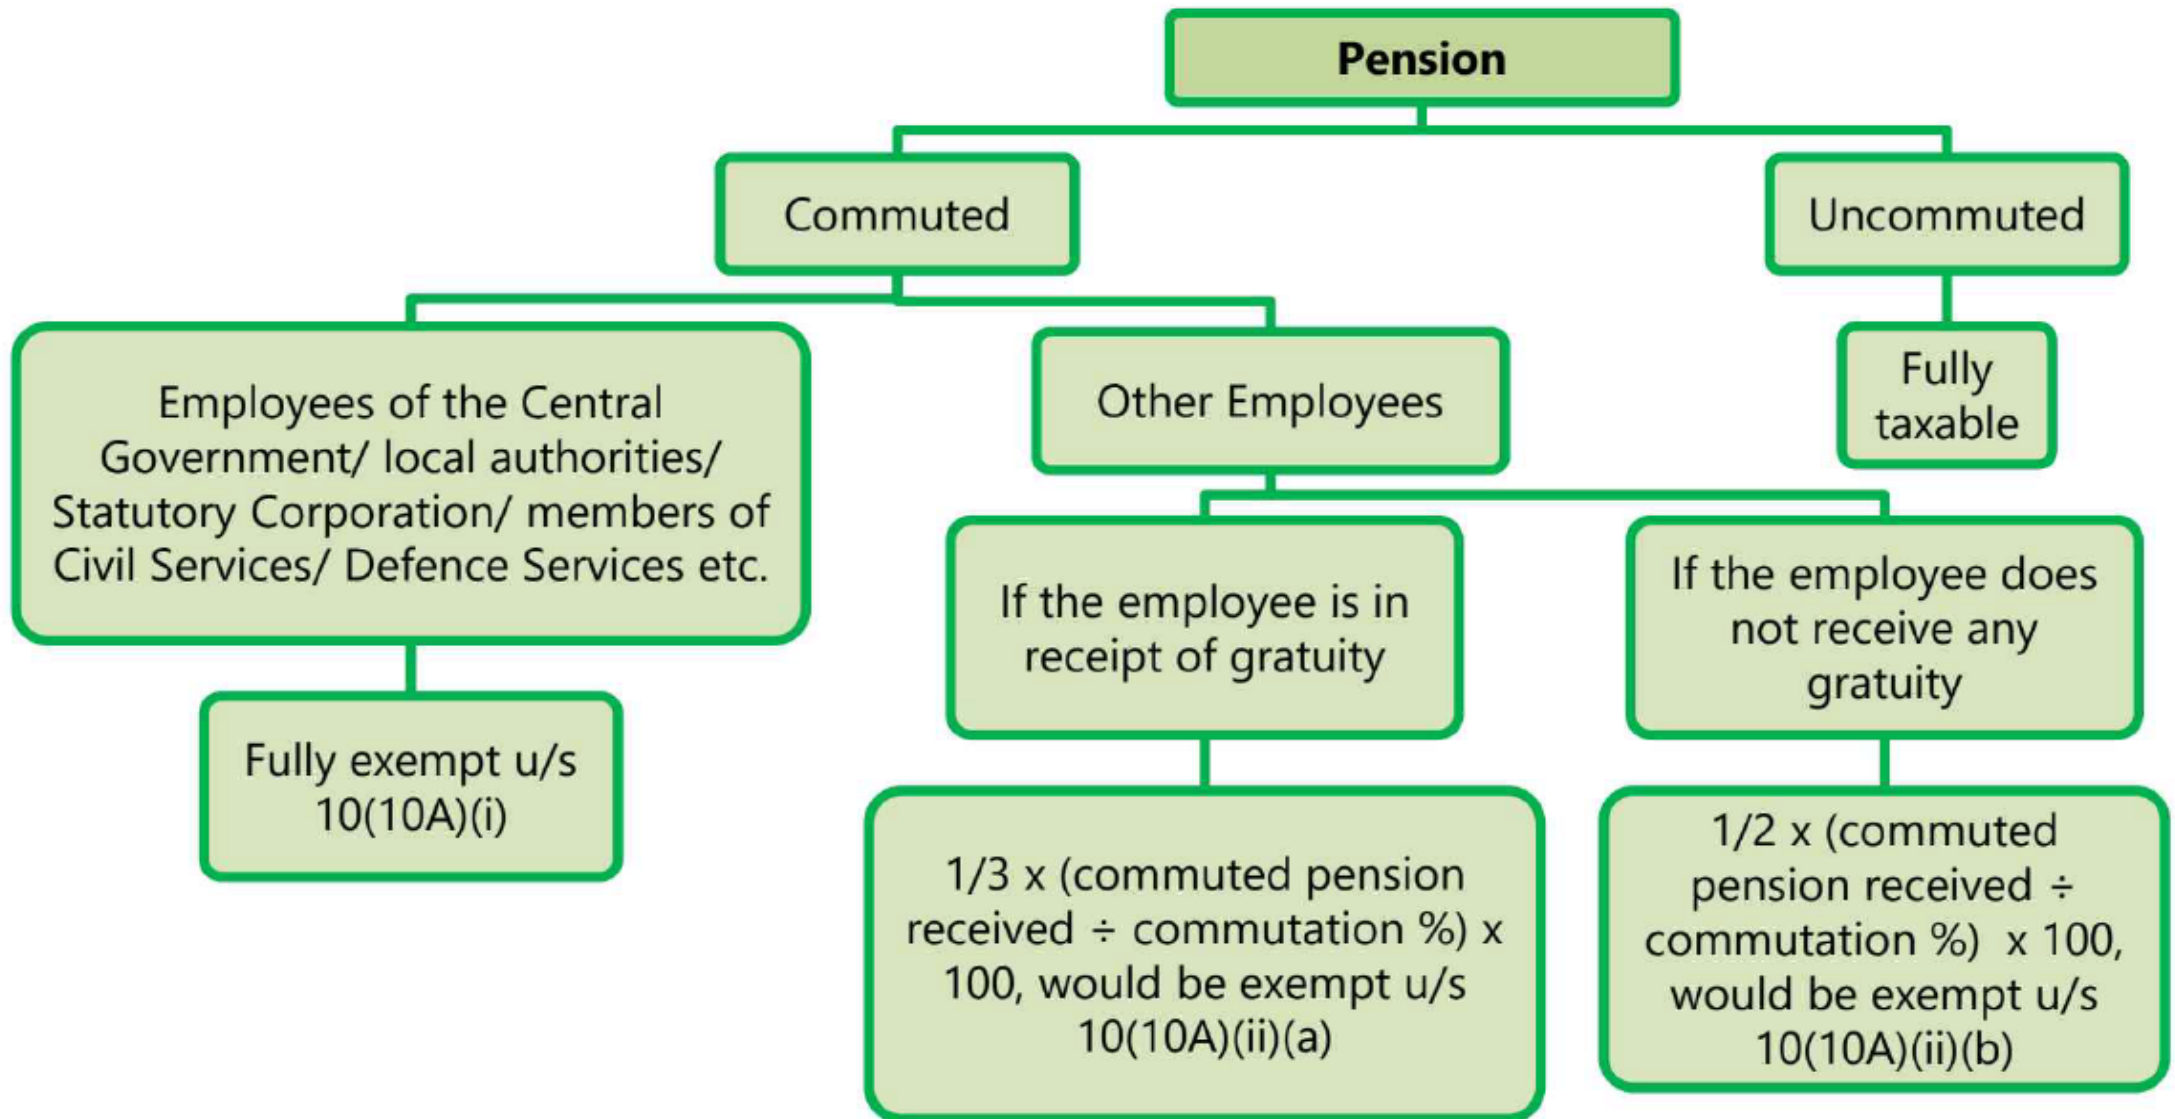 Pension
Commuted
Uncommuted
Employees of the Central
Government/ local authorities/
Statutory Corporation/ members of
Civil Services/ Defence Services etc.
Other Employees
Fully
taxable
Fully exempt u/s
10(10A)(i)
If the employee is in
receipt of gratuity
If the employee does
not receive any
gratuity
1/3 x (commuted pension
received ÷ commutation %) x
100, would be exempt u/s
10(10A)(ii)(a)
1/2 x (commuted
pension received ÷
commutation %) x 100,
would be exempt u/s
10(10A)(ii)(b)